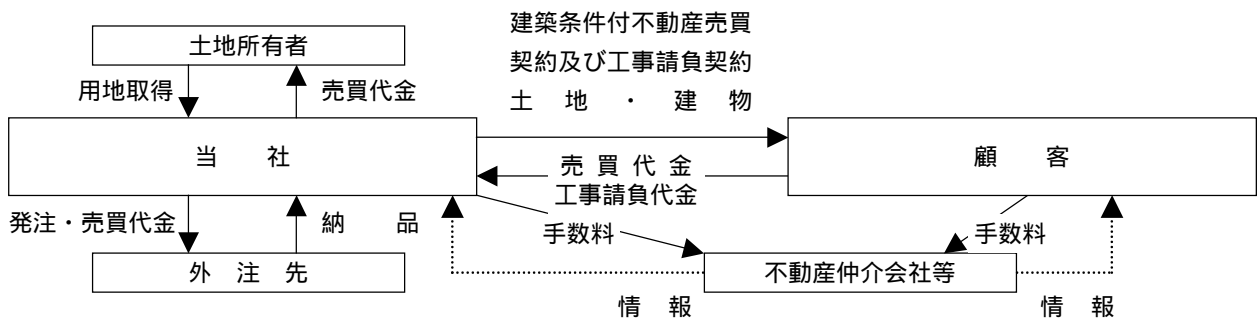 建築条件付不動産売買
契約及び工事請負契約
土地・建物
土地所有者
用地取得
売買代金
当社
顧客
売買代金
工事請負代金
発注・売買代金
納品
手数料
手数料
外注先
不動産仲介会社等
情報
情報